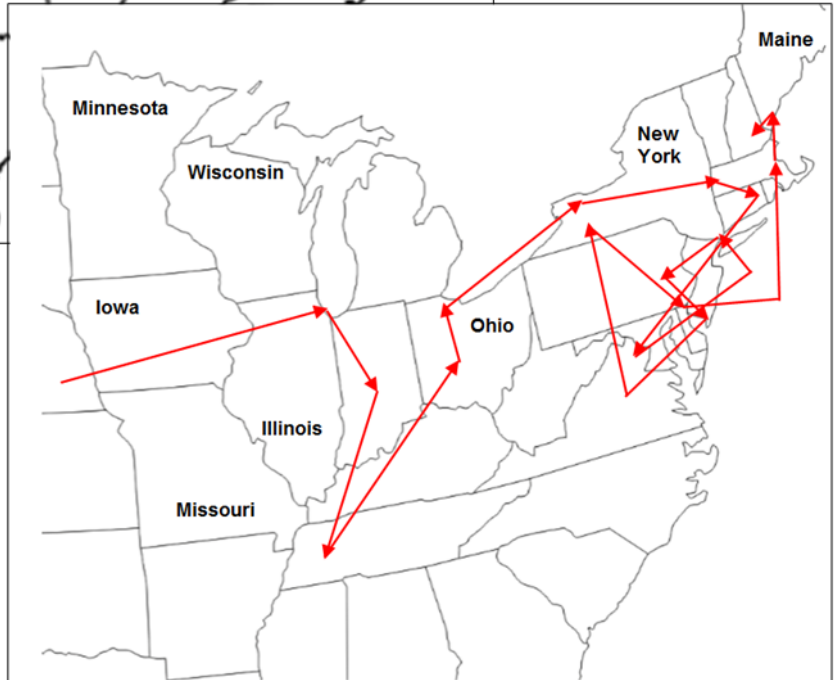 Maine
Minnesota
New
York
Wisconsin
Iowa
Ohio
Illinois
Missouri